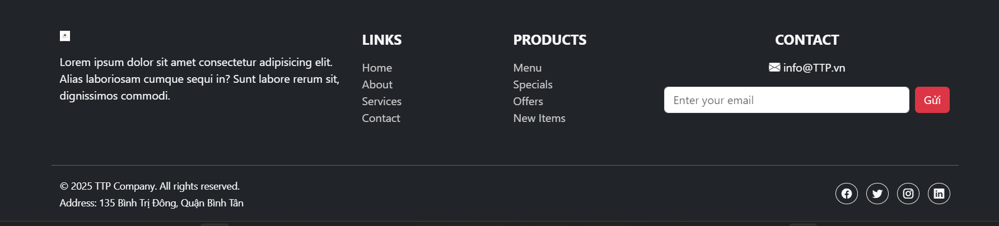 Lorem ipsum dolor sit amet consectetur adipisicing elit.
Alias laboriosam cumque sequi in? Sunt labore rerum sit,
dignissimos commodi.
LINKS
Home
About
Services
Contact
PRODUCTS
Menu
Specials
Offers
New Items
CONTACT
info@TTP.vn
Enter your email
Gửi
© 2025 TTP Company. All rights reserved.
Address: 135 Bình Trị Đông, Quận Bình Tân